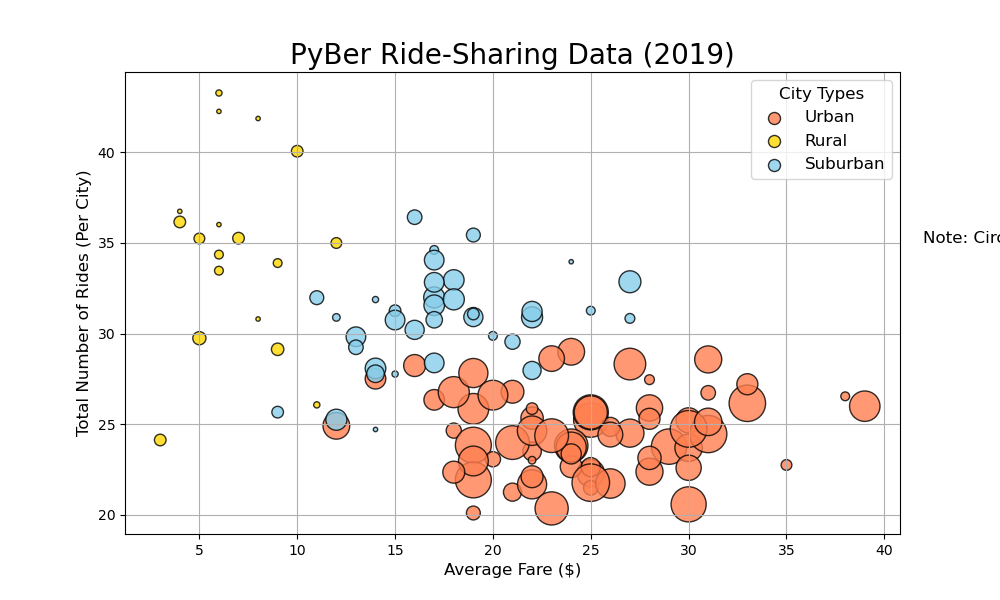 PyBer Ride-Sharing Data (2019)
City Types
Urban
Rural
Suburban
Total Number of Rides (Per City)
40
35
30
25
20
Note: Circ
5 10 15 20 25 30 35 40
Average Fare ($)